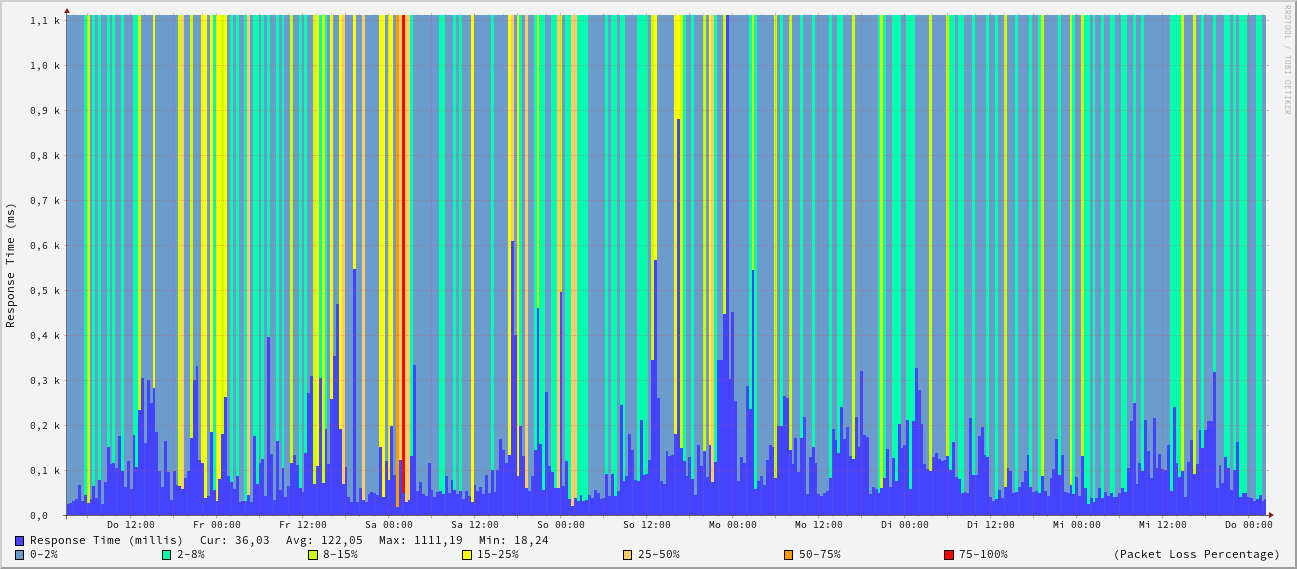 1,1 k
1,0 k
0,9 k
0,8 k
0,7 k
0,6 k
0,5 k
0,4 k
0,3 k
0,2 k
0,1 k
0,0
Response Time (ms)
RRDTOOL / TOBI OETIKER
Do 12:00 Fr 00:00 Fr 12:00 Sa 00:00 Sa 12:00 So 00:00 So 12:00 Mo 00:00 Mo 12:00 Di 00:00 Di 12:00 Mi 00:00 Mi 12:00 Do 00:00
Response Time (millis) Cur: 36,03 Avg: 122,05 Max: 1111,19 Min: 18,24
0-2% 2-8% 8-15% 15-25% 25-50% 50-75% 75-100% (Packet Loss Percentage)